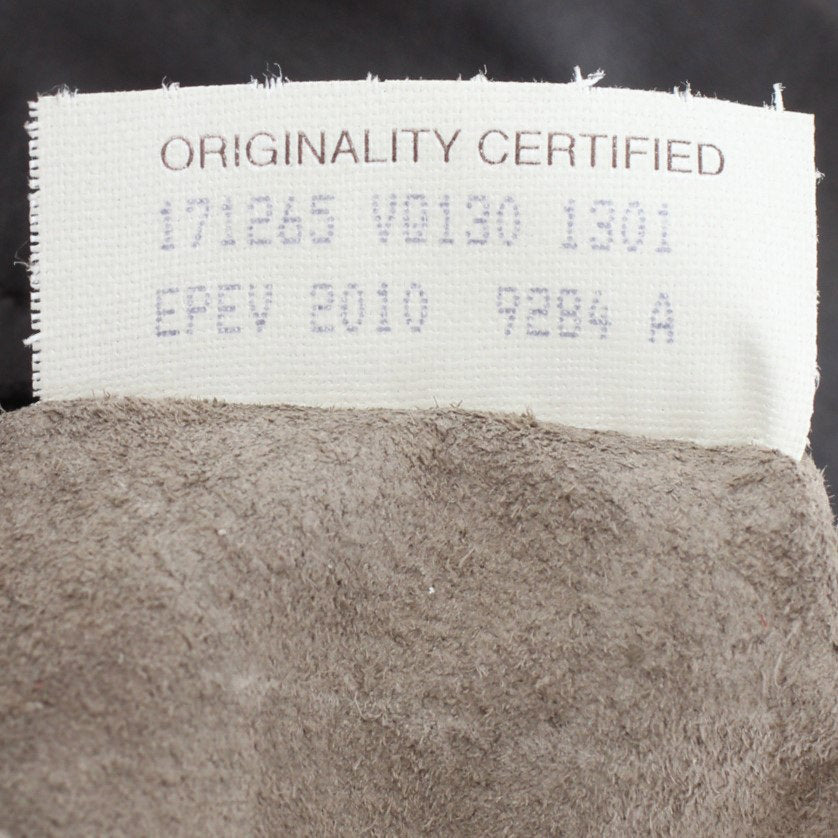 ORIGINALITY CERTIFIED
171265 V0130 1301
EPEV 2010 9284 A